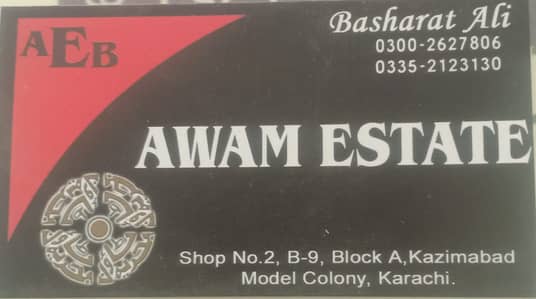 AEB
Basharat Ali
0300-2627806
0335-2123130
AWAM ESTATE
Shop No.2, B-9, Block A,Kazimabad
Model Colony, Karachi.